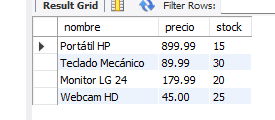 Result Grid Filter Rows:
nombre precio stock
Portátil HP 899.99 15
Teclado Mecánico 89.99 30
Monitor LG 24 179.99 20
Webcam HD 45.00 25